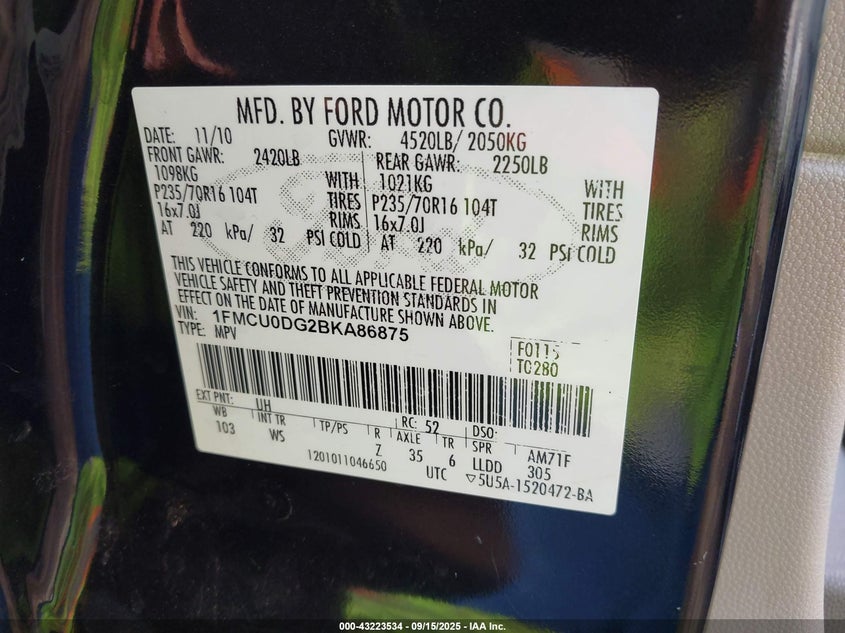 MFD. BY FORD MOTOR CO.
DATE: 11/10 GVWR: 4520LB/ 2050KG
FRONT GAWR: 2420LB REAR GAWR: 2250LB
1098KG WITH 1021KG WITH
P235/70R16 104T TIRES P235/70R16 104T TIRES
16x7.0J RIMS 16x7.0J RIMS
AT 220 kPa/ 32 PSI COLD AT 220 kPa/ 32 PSI COLD
THIS VEHICLE CONFORMS TO ALL APPLICABLE FEDERAL MOTOR
VEHICLE SAFETY AND THEFT PREVENTION STANDARDS IN
EFFECT ON THE DATE OF MANUFACTURE SHOWN ABOVE.
VIN: 1FMCU0DG2BKA86875
TYPE: MPV
F0115
T0280
EXT PNT: UH RC: 52 DSO:
WB INT TR TP/PS R AXLE TR SPR AM71F
103 WS Z 35 6 LLDD 305
1201011046650 UTC ▽5U5A-1520472-BA
000-43223534 - 09/15/2025 - IAA Inc.